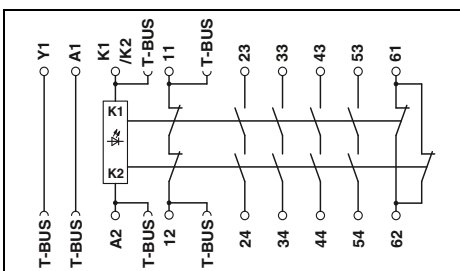 Y1
A1
K1
/K2
T-BUS
11
T-BUS
23
33
43
53
61
K1
K2
T-BUS
T-BUS
A2
T-BUS
12
T-BUS
24
34
44
54
62